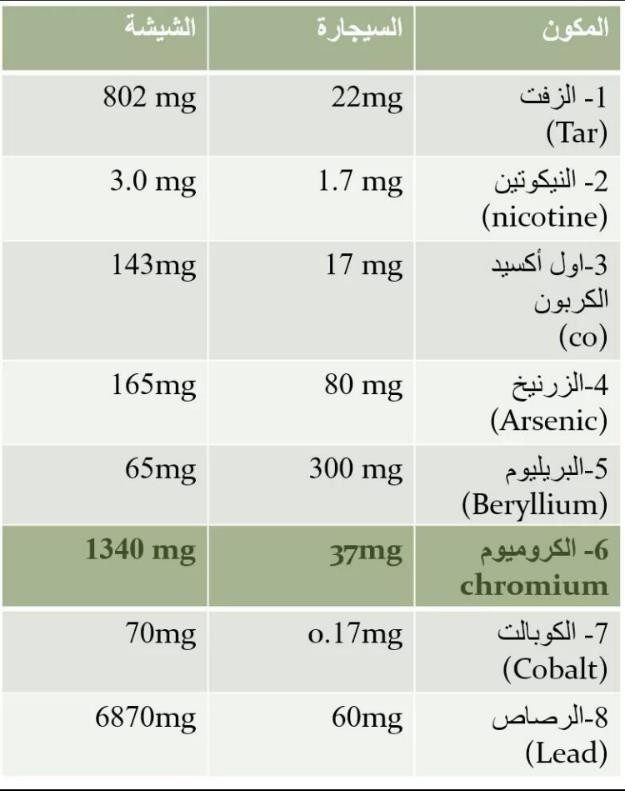 المكون السيجارة الشيشة
1- الزفت 22mg 802 mg
(Tar)
2- النيكوتين 1.7 mg 3.0 mg
(nicotine)
3-اول أكسيد 17 mg 143mg
الكربون
(co)
4-الزرنيخ 80 mg 165mg
(Arsenic)
5-البريليوم 300 mg 65mg
(Beryllium)
6- الكروميوم 37mg 1340 mg
chromium
7- الكوبالت 0.17mg 70mg
(Cobalt)
8-الرصاص 60mg 6870mg
(Lead)